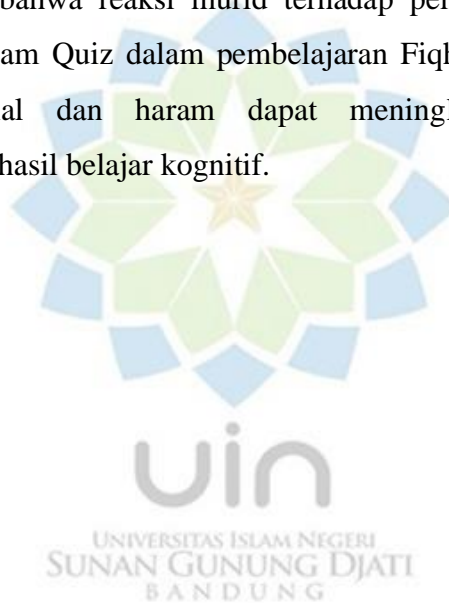 bahwa reaksi murid terhadap
am Quiz dalam pembelajaran
dan haram dapat
hasil belajar kognitif.
uin
UNIVERSITAS ISLAM NEGERI
SUNAN GUNUNG DJATI
BANDUNG